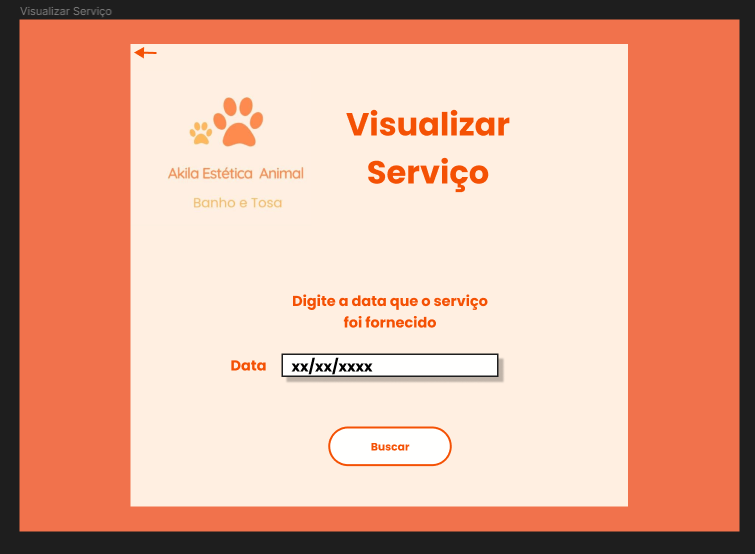 Visualizar Serviço
Akila Estética Animal
Banho e Tosa
Visualizar
Serviço
Digite a data que o serviço
foi fornecido
Data
xx/xx/xxxx
Buscar